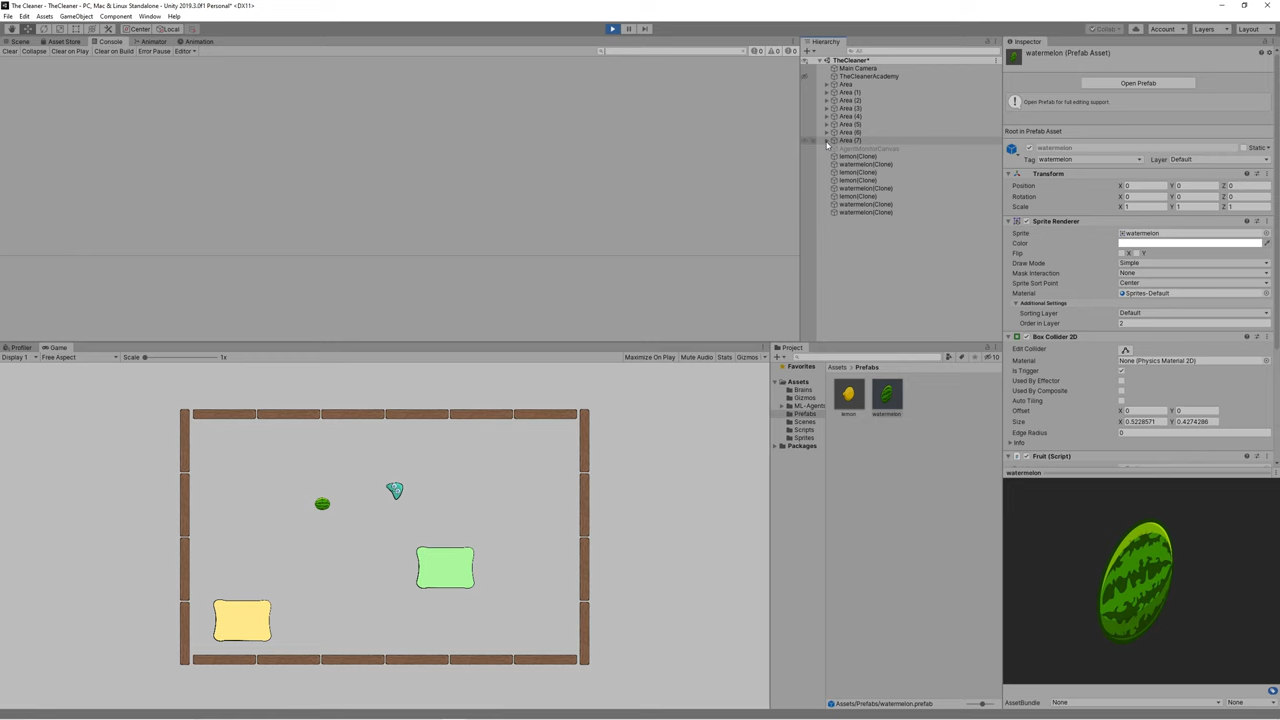 The Cleaner - TheCleaner - PC, Mac & Linux Standalone - Unity 2019.3.0f1 Personal* <DX11>
File Edit Assets GameObject Component Window Help
Center Local Collab Account Layers Layout
Scene Asset Store Console Animator Animation
Clear Collapse Clear on Play Clear on Build Error Pause Editor 0 0 0
Hierarchy
All
TheCleaner*
Main Camera
TheCleanerAcademy
Area
Area (1)
Area (2)
Area (3)
Area (4)
Area (5)
Area (6)
Area (7)
AgentMonitorCanvas
lemon(Clone)
watermelon(Clone)
lemon(Clone)
lemon(Clone)
watermelon(Clone)
lemon(Clone)
watermelon(Clone)
watermelon(Clone)
Inspector
watermelon (Prefab Asset)
Open Prefab
Open Prefab for full editing support.
Root in Prefab Asset
watermelon Static
Tag watermelon Layer Default
Transform
Position X 0 Y 0 Z 0
Rotation X 0 Y 0 Z 0
Scale X 1 Y 1 Z 1
Sprite Renderer
Sprite watermelon
Color
Flip X Y
Draw Mode Simple
Mask Interaction None
Sprite Sort Point Center
Material Sprites-Default
Additional Settings
Sorting Layer Default
Order in Layer 2
Box Collider 2D
Edit Collider
Material None (Physics Material 2D)
Is Trigger
Used By Effector
Used By Composite
Auto Tiling
Offset X 0 Y 0
Size X 0.5228571 Y 0.4274286
Edge Radius 0
Info
Fruit (Script)
watermelon
AssetBundle None None
Profiler Game
Display 1 Free Aspect Scale 1x Maximize On Play Mute Audio Stats Gizmos
Project
10
Favorites
Assets
Brains
Gizmos
ML-Agents
Prefabs
Scenes
Scripts
Sprites
Packages
Assets Prefabs
lemon watermelon
Assets/Prefabs/watermelon.prefab